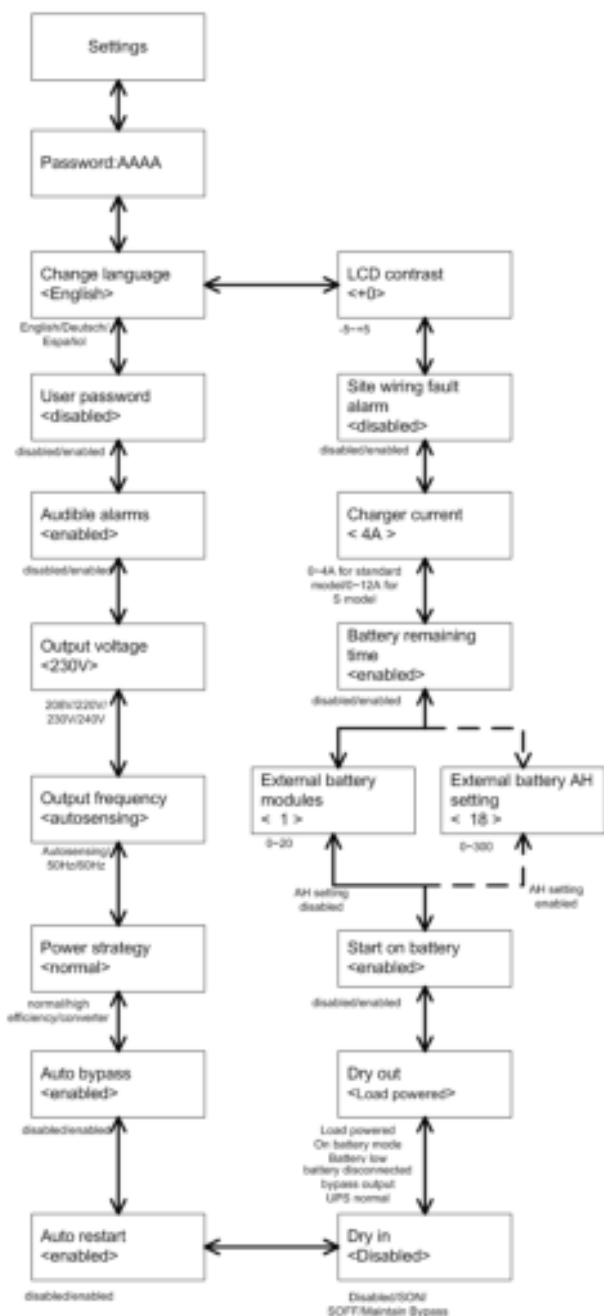 Settings
Password:AAAA
Change language
<English>
English/Deutsch/
Español
User password
<disabled>
disabled/enabled
Audible alarms
<enabled>
disabled/enabled
Output voltage
<230V>
208V/220V/
230V/240V
Output frequency
<autosensing>
Autosensing/
50Hz/60Hz
Power strategy
<normal>
normal/high
efficiency/converter
Auto bypass
<enabled>
disabled/enabled
Auto restart
<enabled>
disabled/enabled
LCD contrast
<+0>
-5~+5
Site wiring fault
alarm
<disabled>
disabled/enabled
Charger current
< 4A >
0~4A for standard
model/0~12A for
S model
Battery remaining
time
<enabled>
disabled/enabled
External battery
modules
< 1 >
0~20
External battery AH
setting
< 18 >
0~300
AH setting
disabled
AH setting
enabled
Start on battery
<enabled>
disabled/enabled
Dry out
<Load powered>
Load powered
On battery mode
Battery low
battery disconnected
bypass output
UPS normal
Dry in
<Disabled>
Disabled/SON/
SOFF/Maintain Bypass